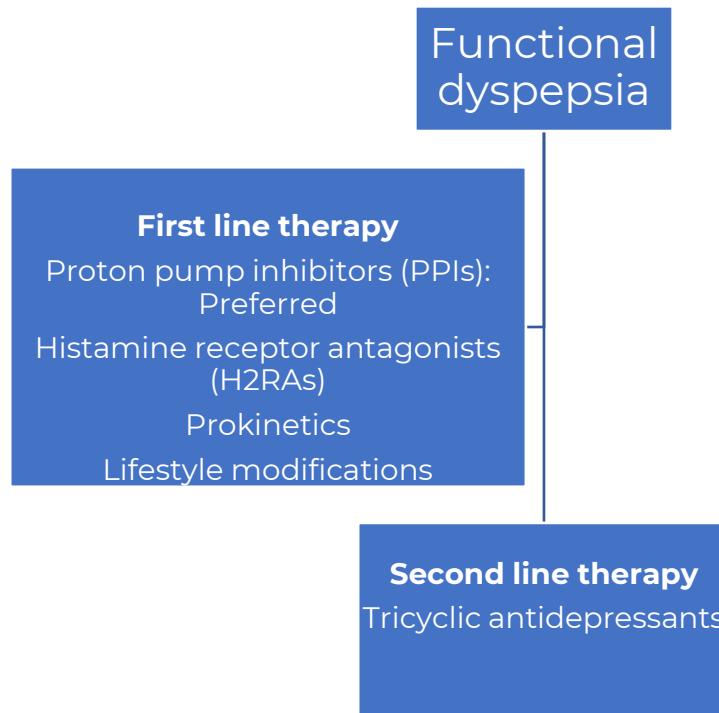 Functional
dyspepsia
First line therapy
Proton pump inhibitors (PPIs):
Preferred
Histamine receptor antagonists
(H2RAs)
Prokinetics
Lifestyle modifications
Second line therapy
Tricyclic antidepressants